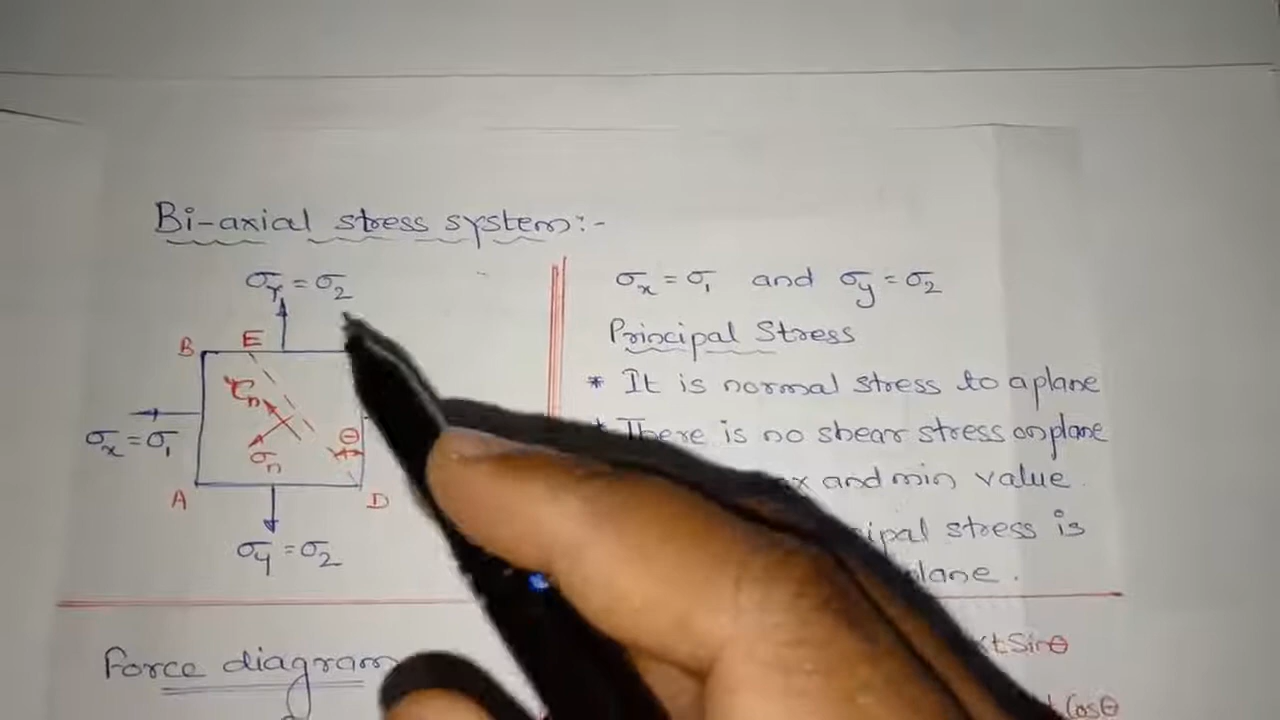 Bi-axial stress system:-
σy = σ2
B E
τn
σx = σ1
θ
σn
A D
σy = σ2
σx = σ1 and σy = σ2
Principal Stress
* It is normal stress to a plane
* There is no shear stress on plane
and min value.
stress is
Force diagram
Sinθ
Cosθ